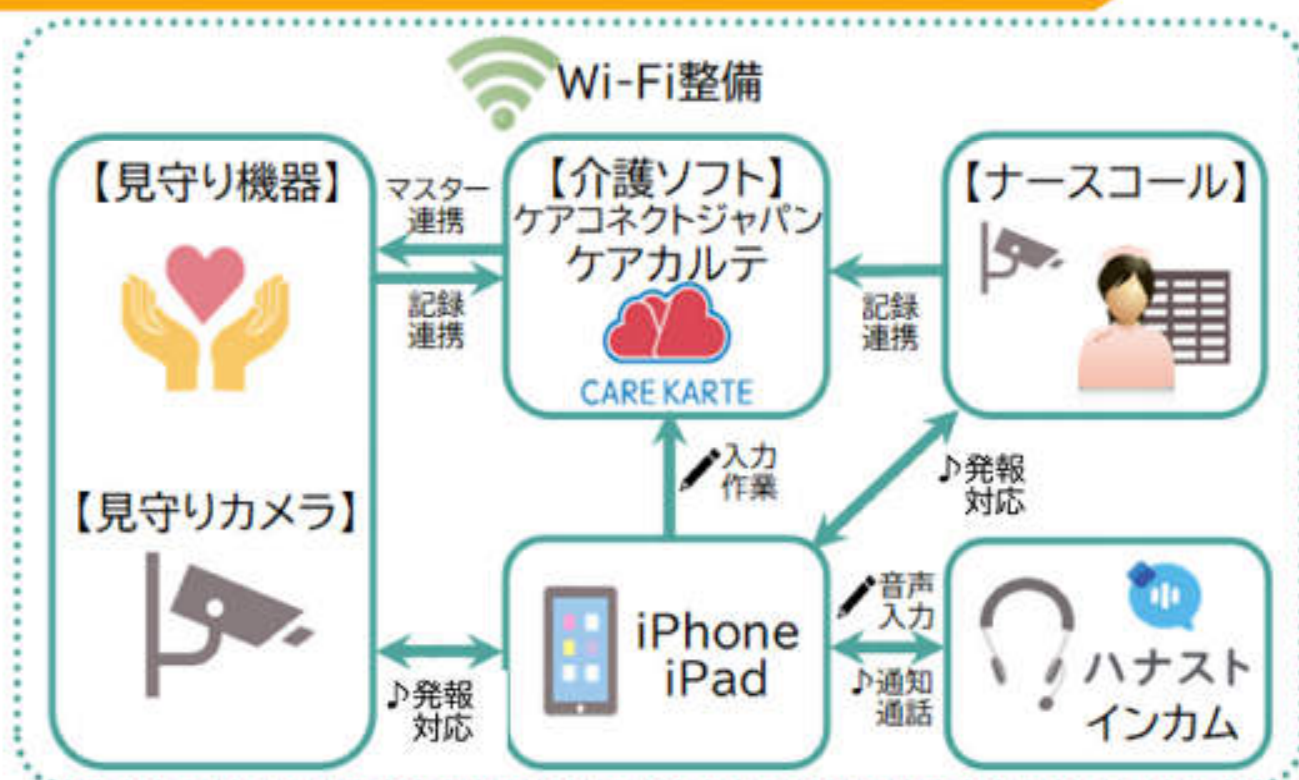 Wi-Fi整備
【見守り機器】
マスター
連携
記録
連携
【介護ソフト】
ケアコネクトジャパン
ケアカルテ
CARE KARTE
【ナースコール】
記録
連携
入力
作業
♪発報
対応
【見守りカメラ】
♪発報
対応
iPhone
iPad
音声
入力
♪通知
通話
ハナスト
インカム